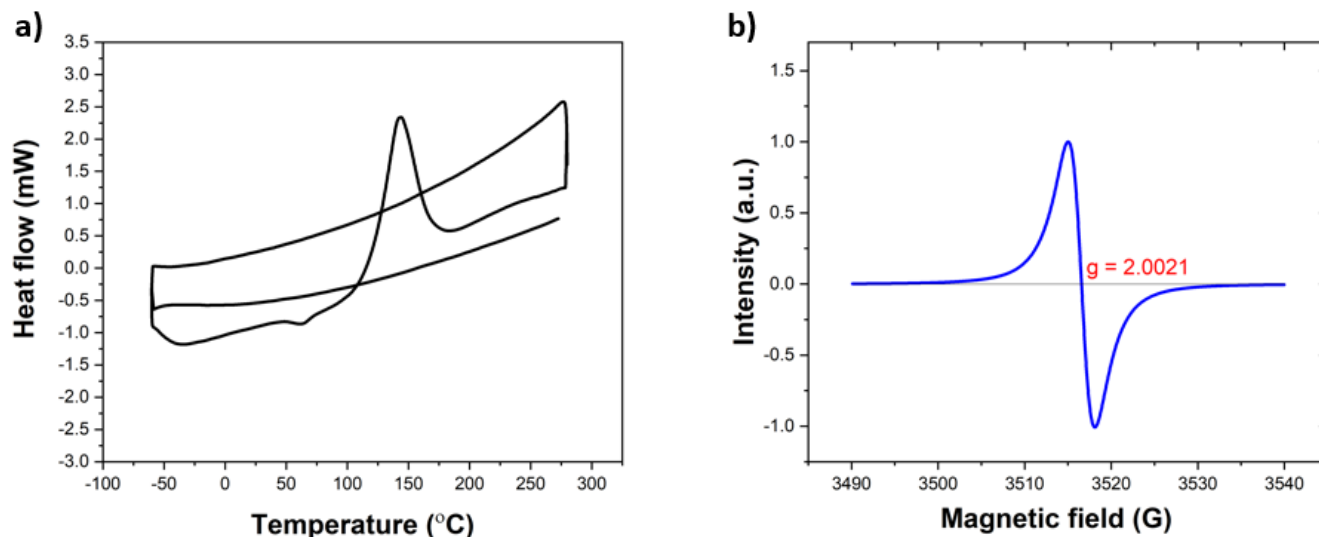 a)
Heat flow (mW)
3.5
3.0
2.5
2.0
1.5
1.0
0.5
0.0
-0.5
-1.0
-1.5
-2.0
-2.5
-3.0
-100 -50 0 50 100 150 200 250 300
Temperature (°C)
b)
Intensity (a.u.)
1.5
1.0
0.5
0.0
-0.5
-1.0
g = 2.0021
3490 3500 3510 3520 3530 3540
Magnetic field (G)